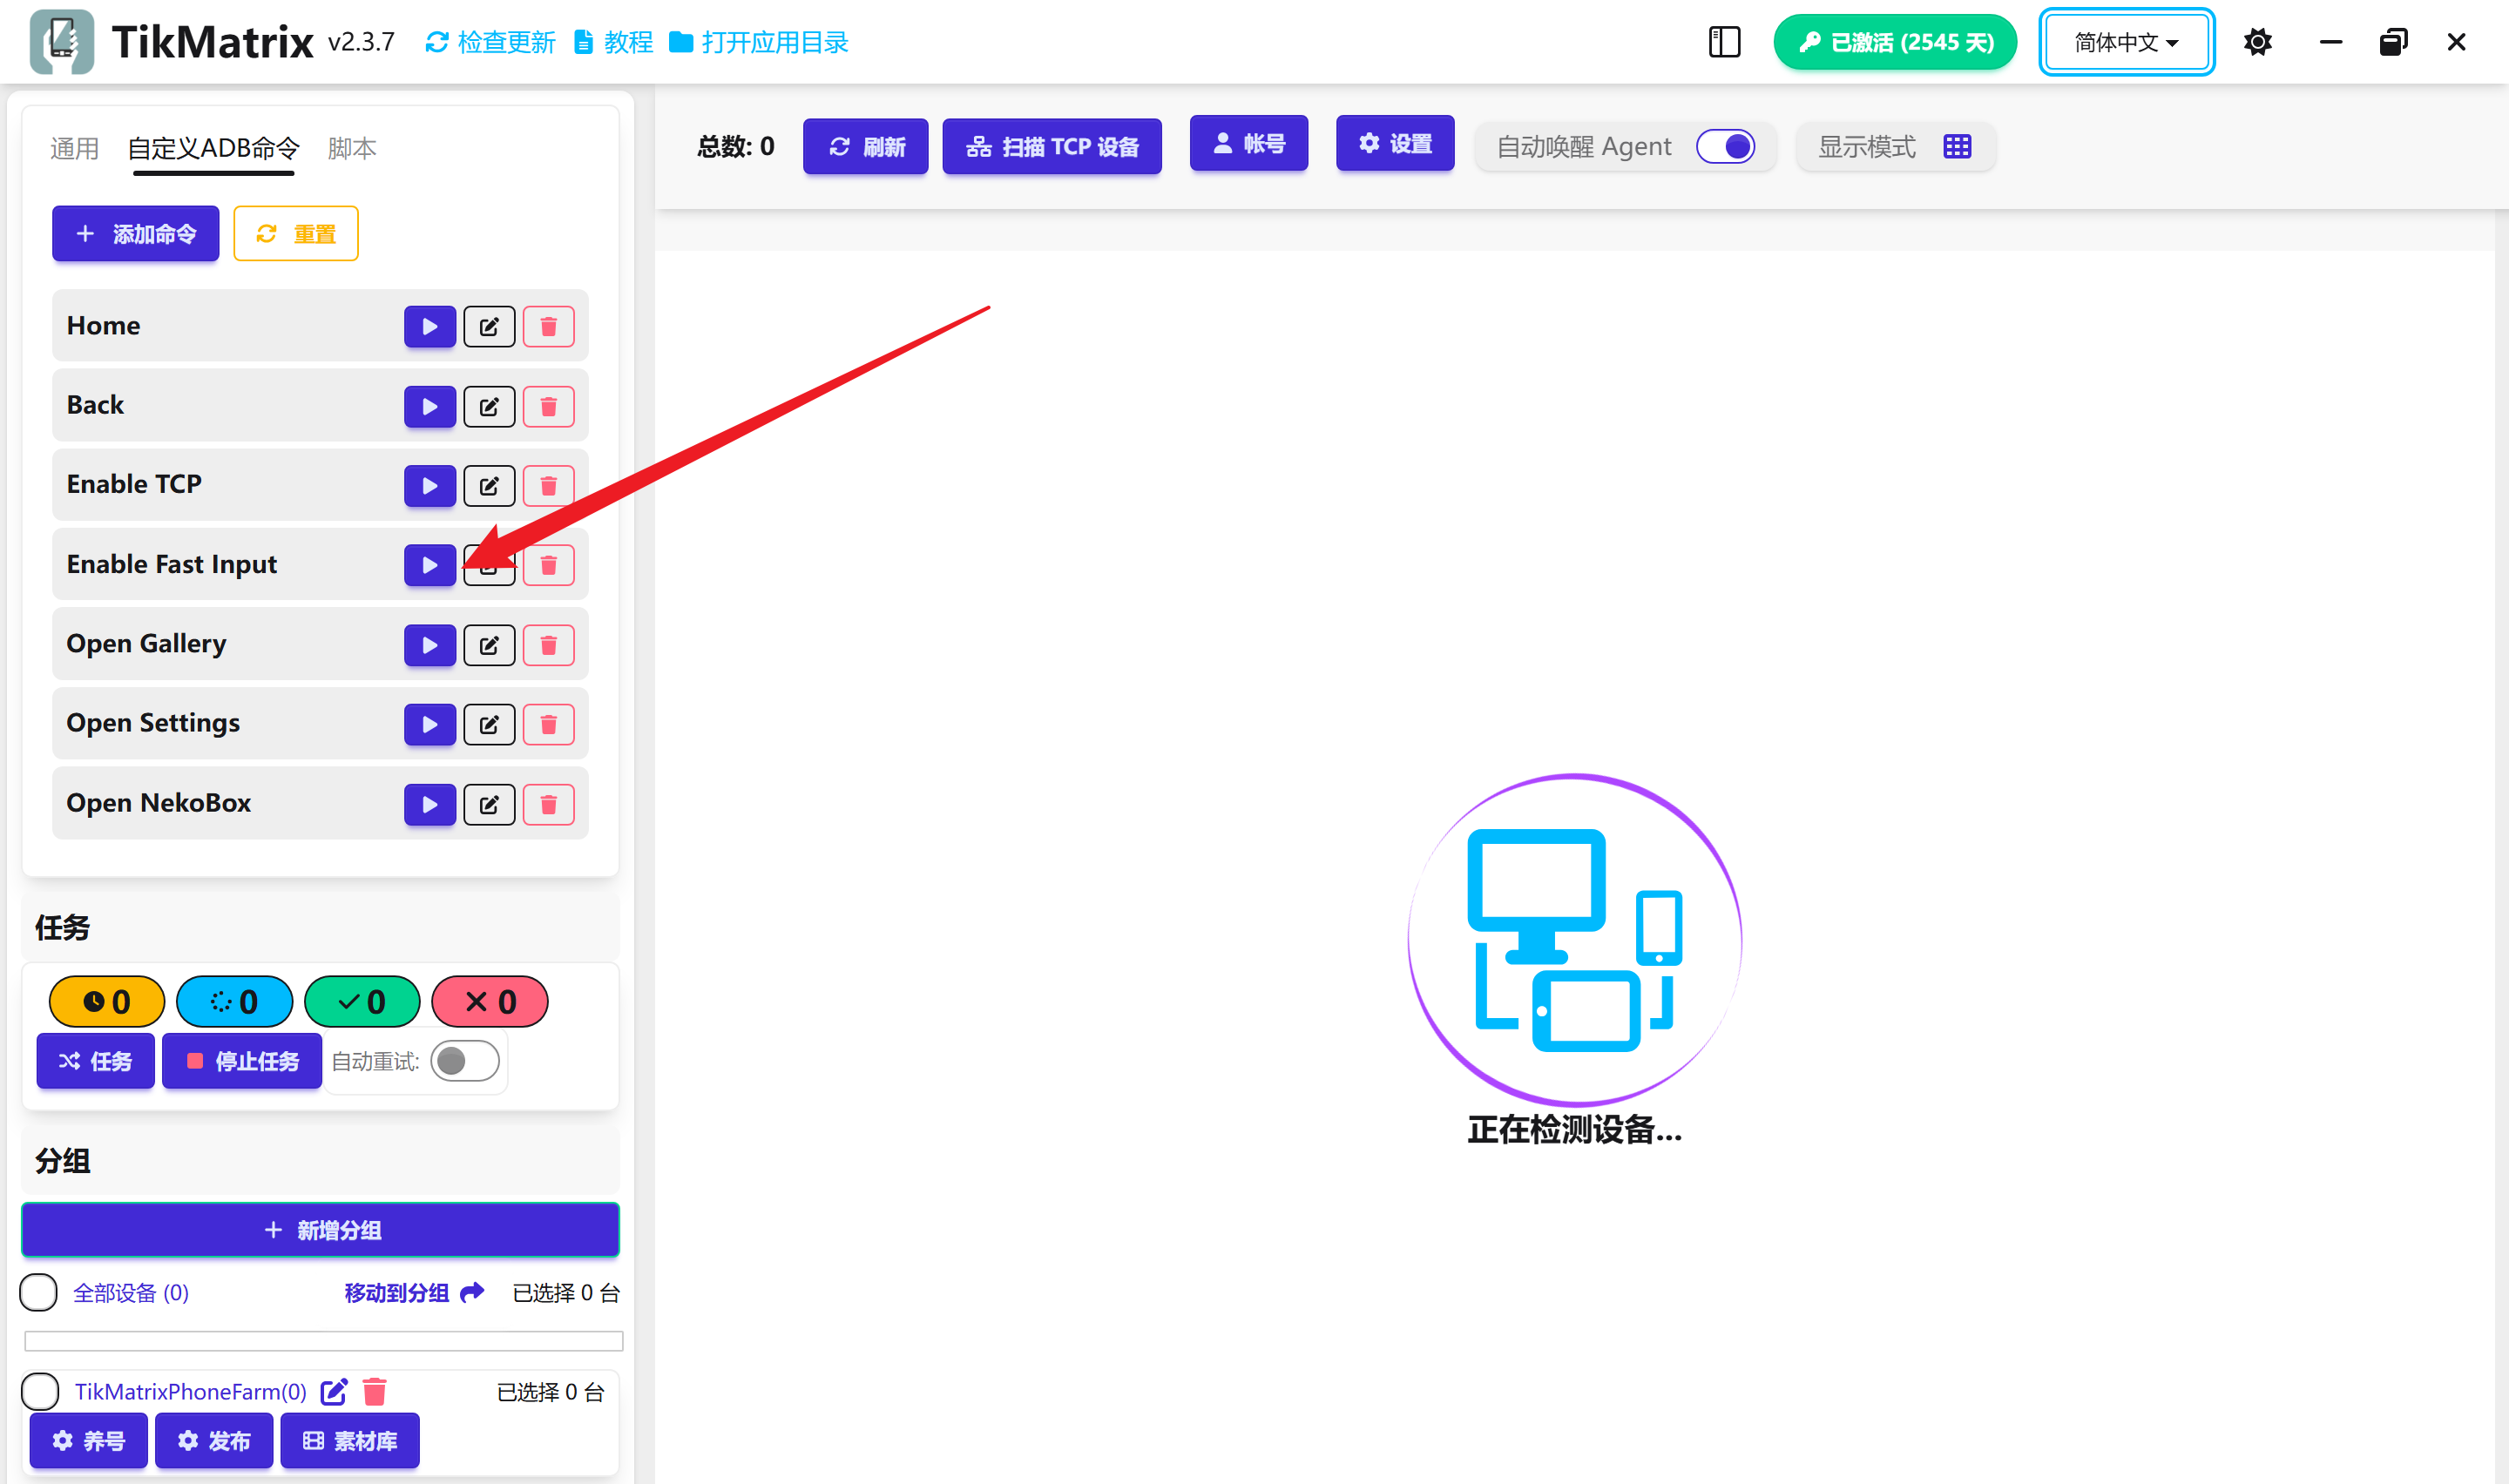 TikMatrix v2.3.7 检查更新 教程 打开应用目录 已激活 (2545 天) 简体中文
通用 自定义ADB命令 脚本
总数: 0 刷新 扫描 TCP 设备 帐号 设置 自动唤醒 Agent 显示模式
添加命令 重置
Home
Back
Enable TCP
Enable Fast Input
Open Gallery
Open Settings
Open NekoBox
正在检测设备...
任务
0 0 0 0
任务 停止任务 自动重试:
分组
新增分组
全部设备 (0) 移动到分组 已选择 0 台
TikMatrixPhoneFarm(0) 已选择 0 台
养号 发布 素材库